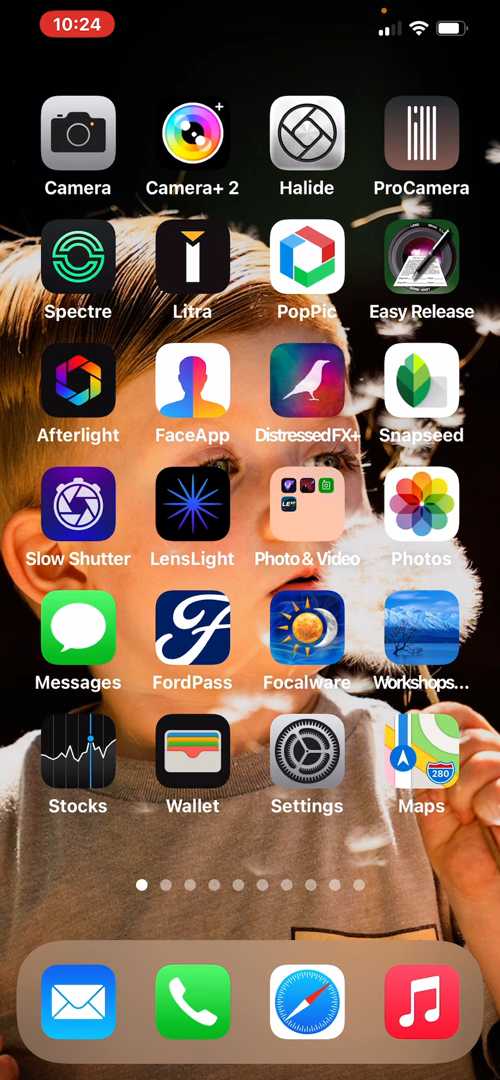 10:24
Camera Camera+ 2 Halide ProCamera
Spectre Litra PopPic Easy Release
Afterlight FaceApp DistressedFX+ Snapseed
Slow Shutter LensLight Photo & Video Photos
Messages FordPass Focalware Workshops...
280
Stocks Wallet Settings Maps